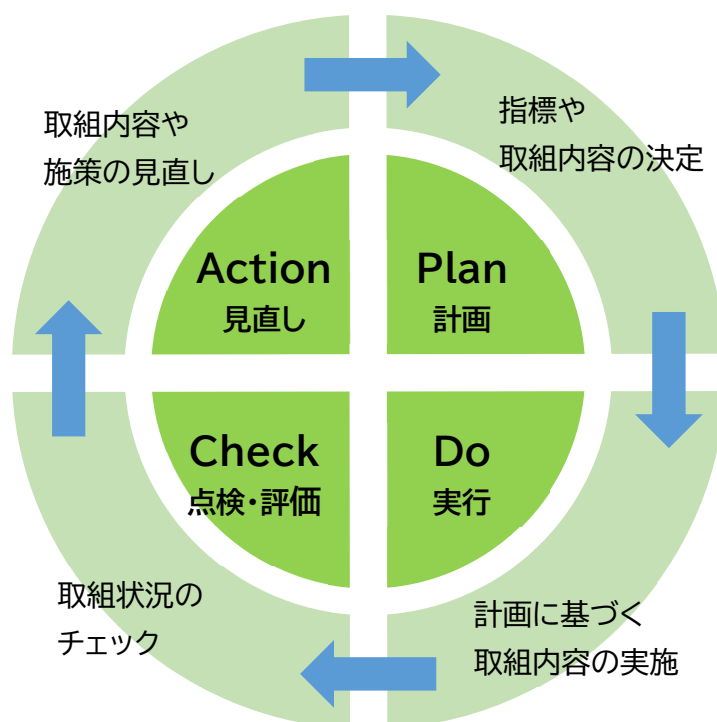 取組内容や
施策の見直し
指標や
取組内容の決定
Action
見直し
Plan
計画
Check
点検・評価
Do
実行
取組状況の
チェック
計画に基づく
取組内容の実施